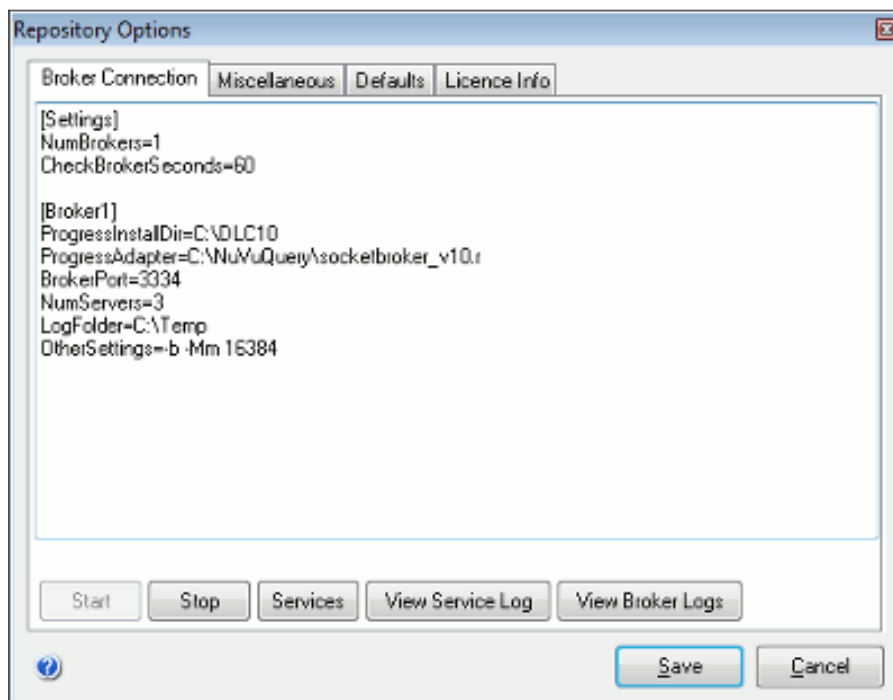 Repository Options
Broker Connection Miscellaneous Defaults Licence Info
[Settings]
NumBrokers=1
CheckBrokerSeconds=60
[Broker1]
ProgressInstallDir=C:\DLC10
ProgressAdapter=C:\NuVuQuery\socketbroker_v10.r
BrokerPort=3334
NumServers=3
LogFolder=C:\Temp
OtherSettings=-b -Mm 16384
Start Stop Services View Service Log View Broker Logs
Save Cancel